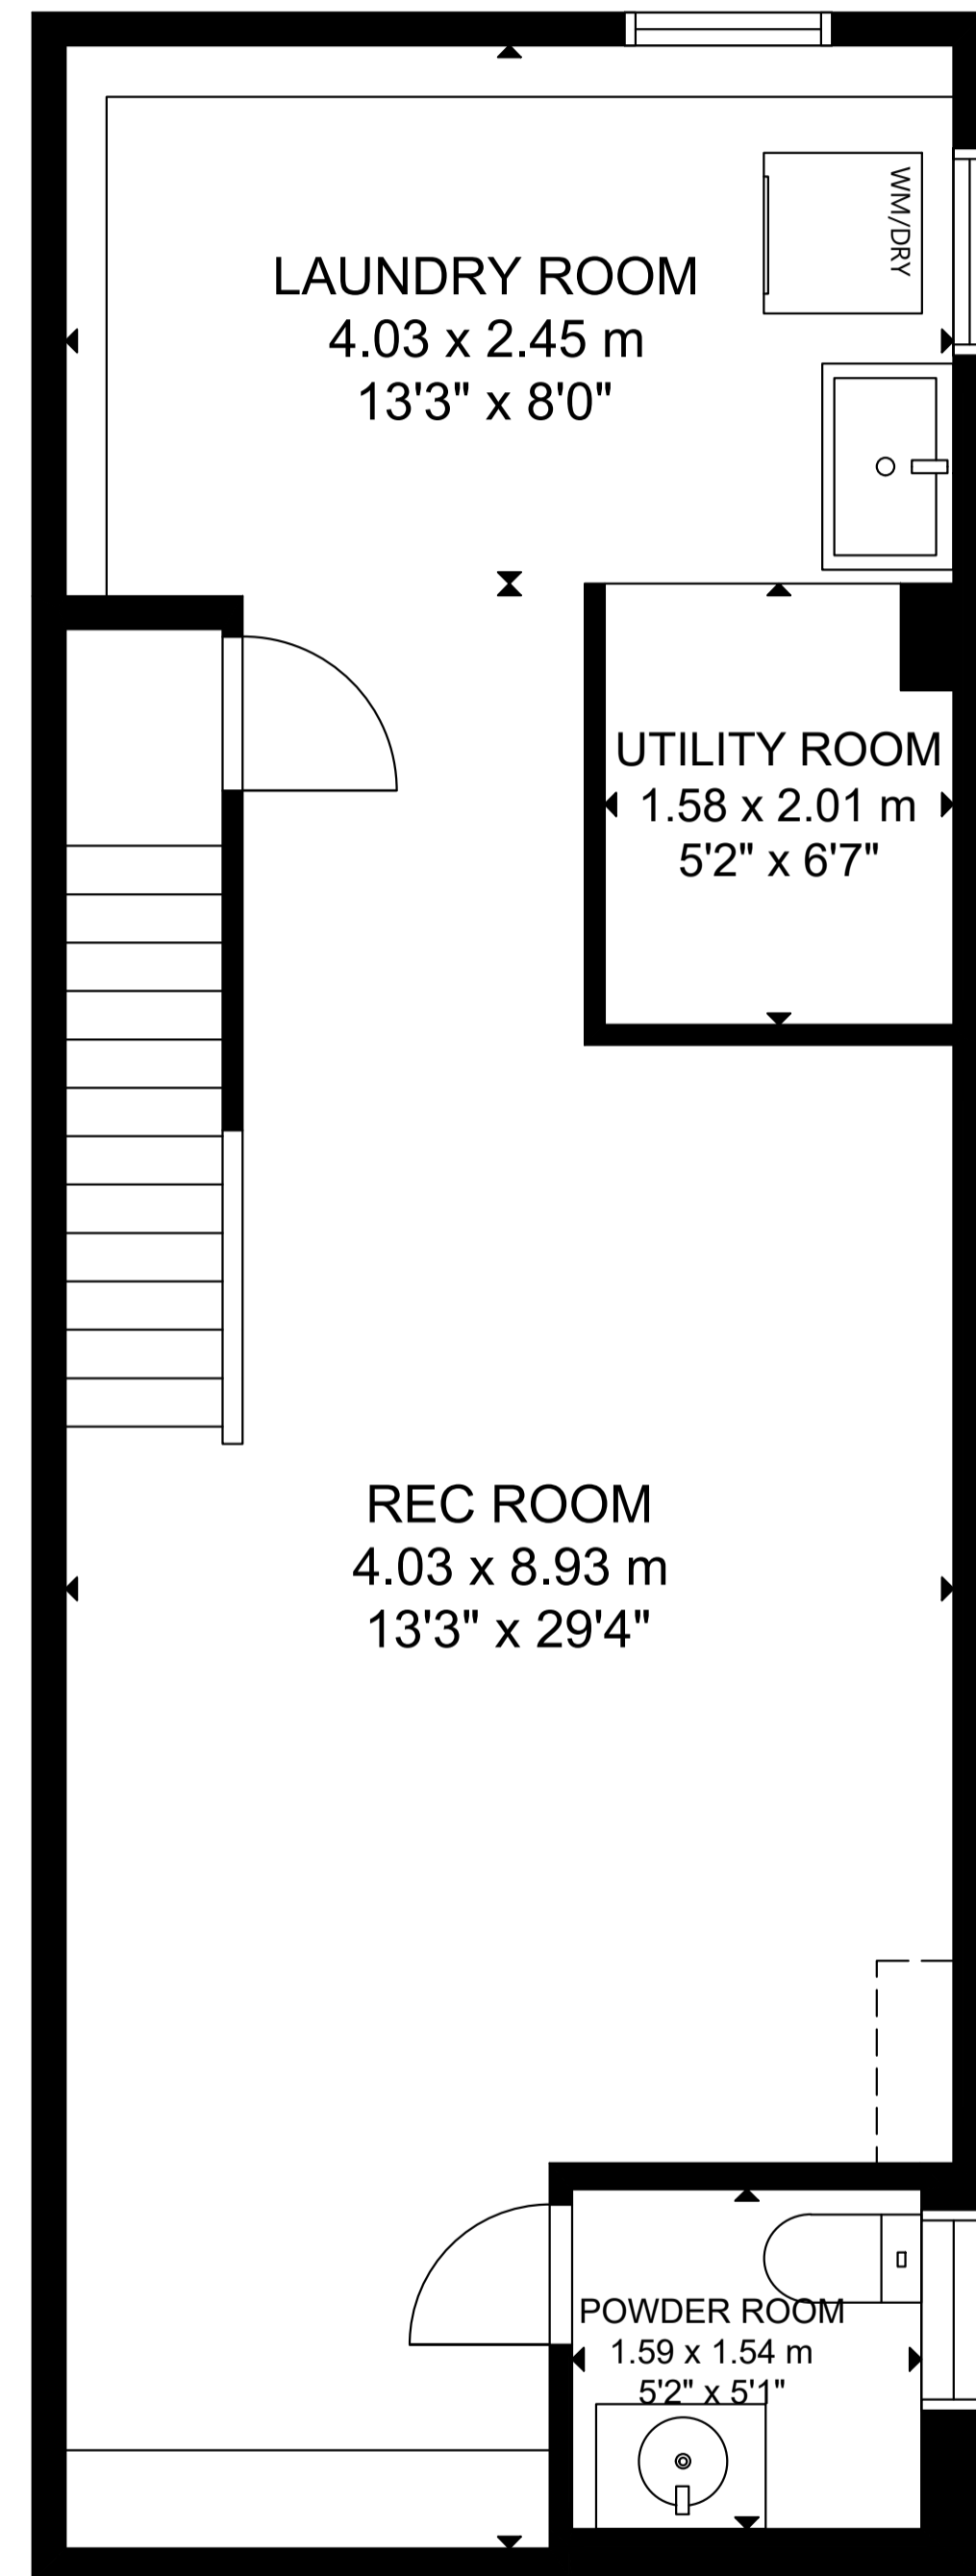 WM/DRY
LAUNDRY ROOM
4.03 x 2.45 m
13'3" x 8'0"
UTILITY ROOM
1.58 x 2.01 m
5'2" x 6'7"
REC ROOM
4.03 x 8.93 m
13'3" x 29'4"
POWDER ROOM
1.59 x 1.54 m
5'2" x 5'1"